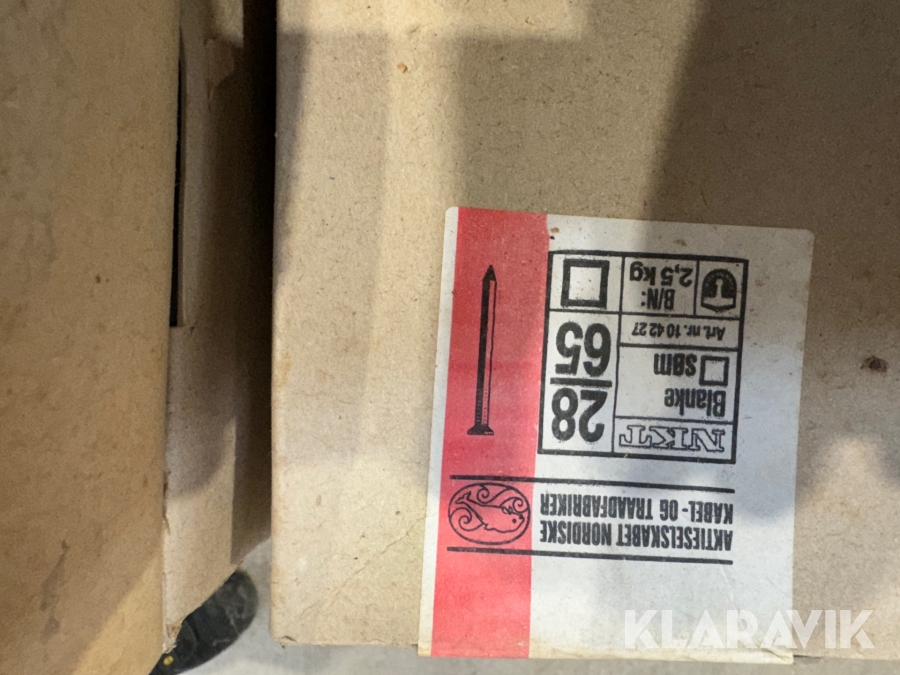 AKTIESELSKABET NORDISKE
KABEL- OG TRAADFABRIKER
NKT
28
65
Blanke
søm
Art. nr. 10 42 27
B/N:
2,5 kg
KLARAVIK